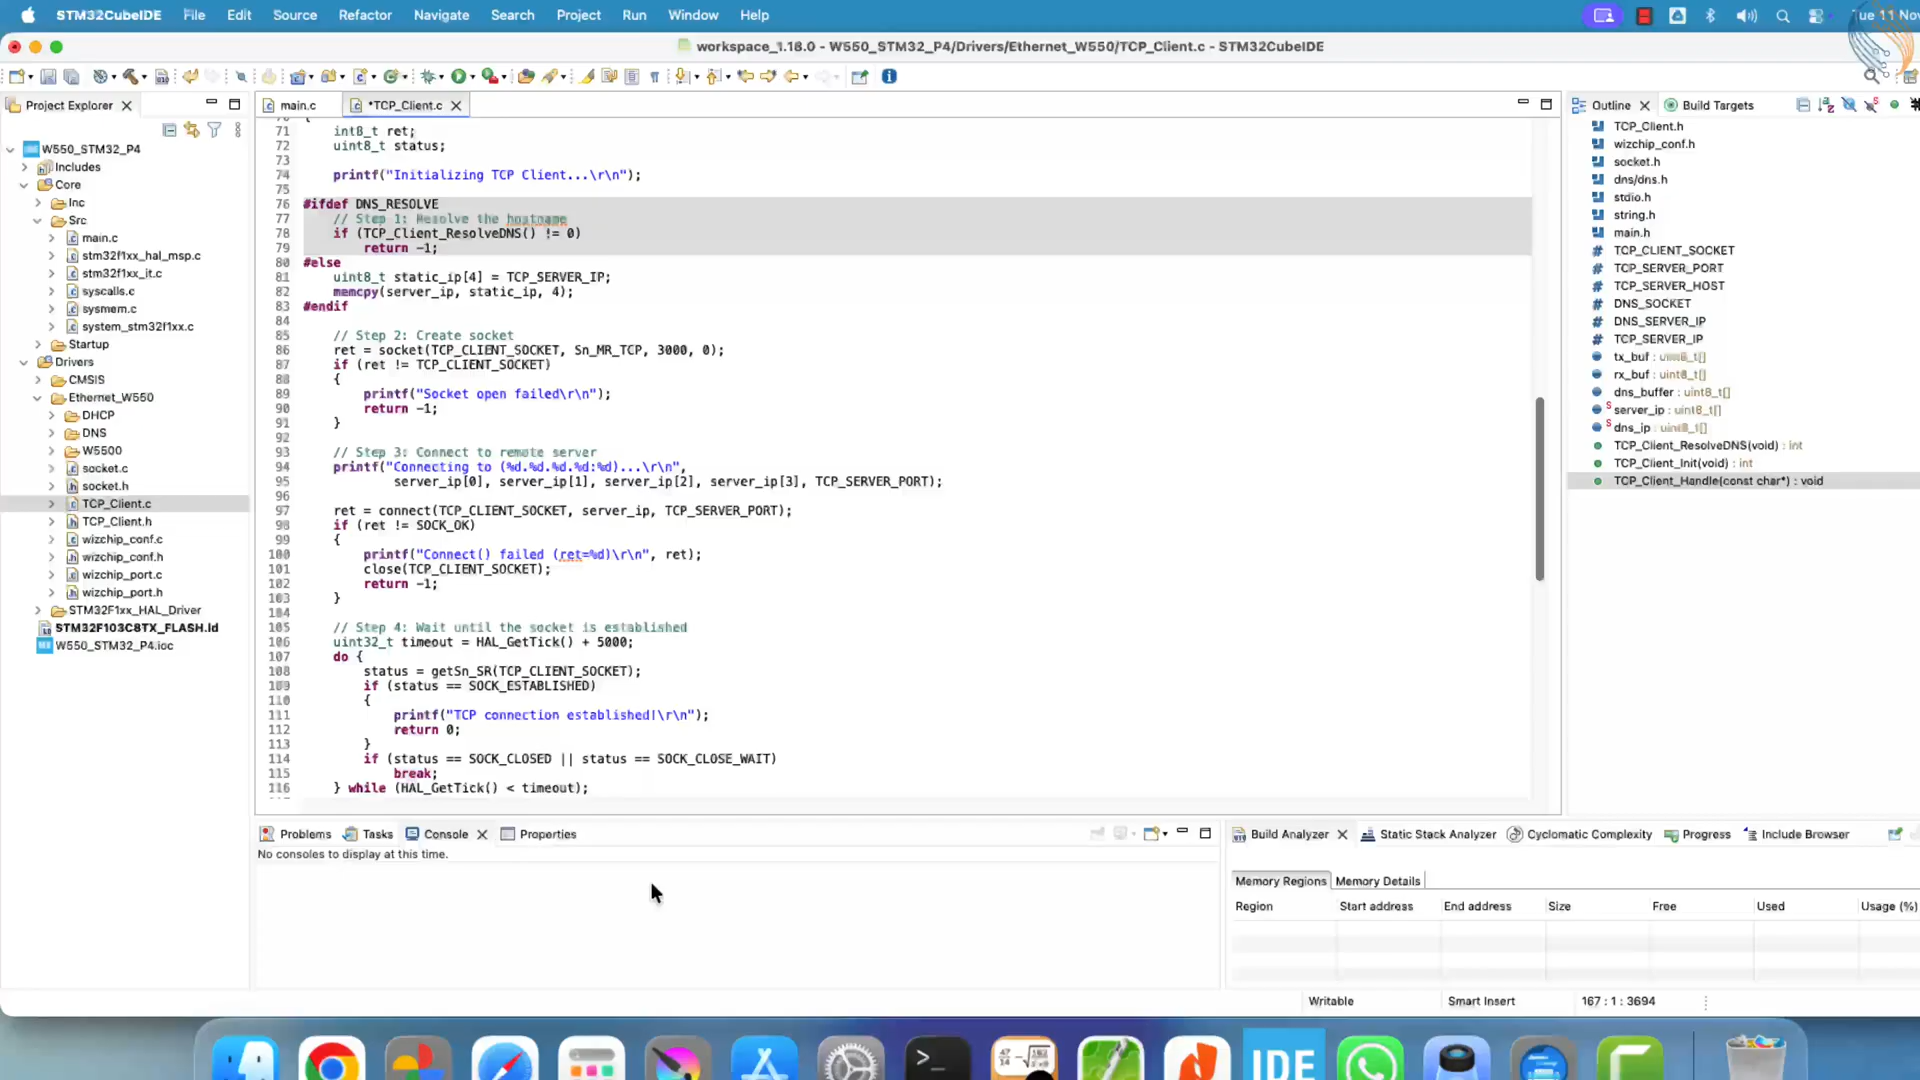 STM32CubeIDE File Edit Source Refactor Navigate Search Project Run Window Help Tue 11 Nov
workspace_1.18.0 - W550_STM32_P4/Drivers/Ethernet_W550/TCP_Client.c - STM32CubeIDE
Project Explorer
W550_STM32_P4
Includes
Core
Inc
Src
main.c
stm32f1xx_hal_msp.c
stm32f1xx_it.c
syscalls.c
sysmem.c
system_stm32f1xx.c
Startup
Drivers
CMSIS
Ethernet_W550
DHCP
DNS
W5500
socket.c
socket.h
TCP_Client.c
TCP_Client.h
wizchip_conf.c
wizchip_conf.h
wizchip_port.c
wizchip_port.h
STM32F1xx_HAL_Driver
STM32F103C8TX_FLASH.ld
W550_STM32_P4.ioc
main.c *TCP_Client.c
70 {
71 int8_t ret;
72 uint8_t status;
73
74 printf("Initializing TCP Client...\r\n");
75
76 #ifdef DNS_RESOLVE
77 // Step 1: Resolve the hostname
78 if (TCP_Client_ResolveDNS() != 0)
79 return -1;
80 #else
81 uint8_t static_ip[4] = TCP_SERVER_IP;
82 memcpy(server_ip, static_ip, 4);
83 #endif
84
85 // Step 2: Create socket
86 ret = socket(TCP_CLIENT_SOCKET, Sn_MR_TCP, 3000, 0);
87 if (ret != TCP_CLIENT_SOCKET)
88 {
89 printf("Socket open failed\r\n");
90 return -1;
91 }
92
93 // Step 3: Connect to remote server
94 printf("Connecting to (%d.%d.%d.%d:%d)...\r\n",
95 server_ip[0], server_ip[1], server_ip[2], server_ip[3], TCP_SERVER_PORT);
96
97 ret = connect(TCP_CLIENT_SOCKET, server_ip, TCP_SERVER_PORT);
98 if (ret != SOCK_OK)
99 {
100 printf("Connect() failed (ret=%d)\r\n", ret);
101 close(TCP_CLIENT_SOCKET);
102 return -1;
103 }
104
105 // Step 4: Wait until the socket is established
106 uint32_t timeout = HAL_GetTick() + 5000;
107 do {
108 status = getSn_SR(TCP_CLIENT_SOCKET);
109 if (status == SOCK_ESTABLISHED)
110 {
111 printf("TCP connection established!\r\n");
112 return 0;
113 }
114 if (status == SOCK_CLOSED || status == SOCK_CLOSE_WAIT)
115 break;
116 } while (HAL_GetTick() < timeout);
Outline Build Targets
TCP_Client.h
wizchip_conf.h
socket.h
dns/dns.h
stdio.h
string.h
main.h
TCP_CLIENT_SOCKET
TCP_SERVER_PORT
TCP_SERVER_HOST
DNS_SOCKET
DNS_SERVER_IP
TCP_SERVER_IP
tx_buf : uint8_t[]
rx_buf : uint8_t[]
dns_buffer : uint8_t[]
server_ip : uint8_t[]
dns_ip : uint8_t[]
TCP_Client_ResolveDNS(void) : int
TCP_Client_Init(void) : int
TCP_Client_Handle(const char*) : void
Problems Tasks Console Properties
No consoles to display at this time.
Build Analyzer Static Stack Analyzer Cyclomatic Complexity Progress Include Browser
Memory Regions Memory Details
Region Start address End address Size Free Used Usage (%)
Writable Smart Insert 167 : 1 : 3694
IDE